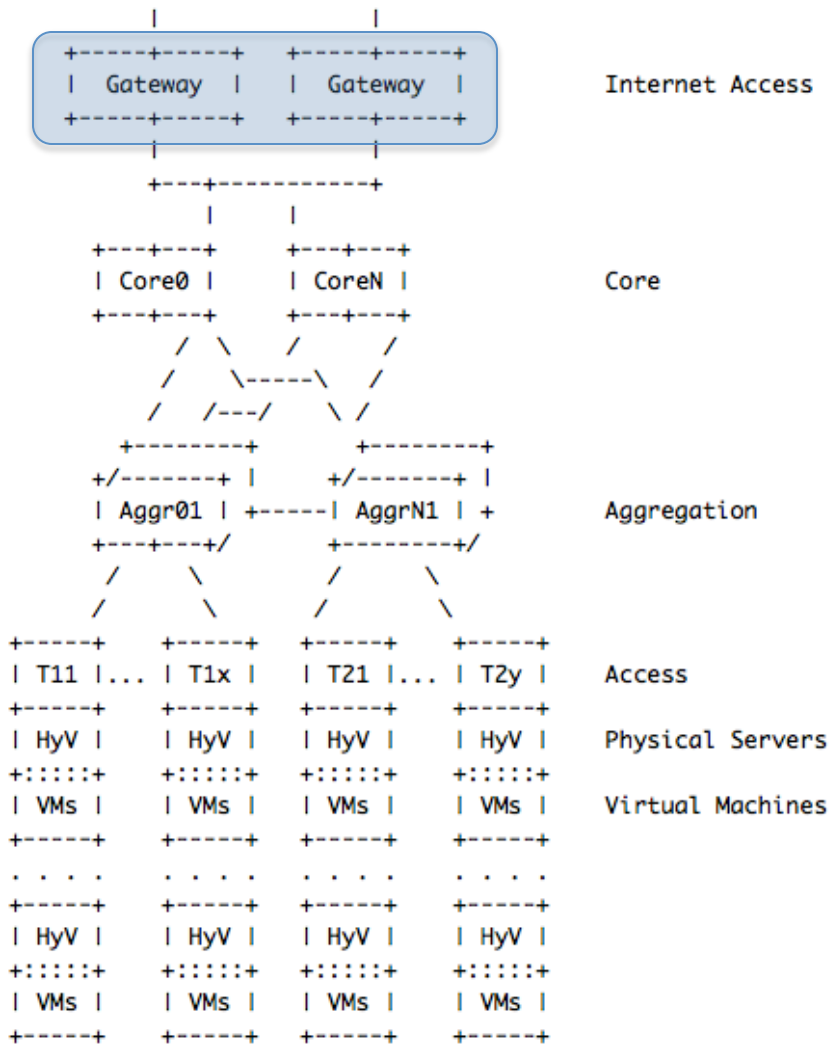 Gateway Gateway Internet Access
Core0 CoreN Core
Aggr01 AggrN1 Aggregation
T11 ... T1x T21 ... T2y Access
HyV HyV HyV HyV Physical Servers
VMs VMs VMs VMs Virtual Machines
. . . . . . . . . . . . . . . .
HyV HyV HyV HyV
VMs VMs VMs VMs